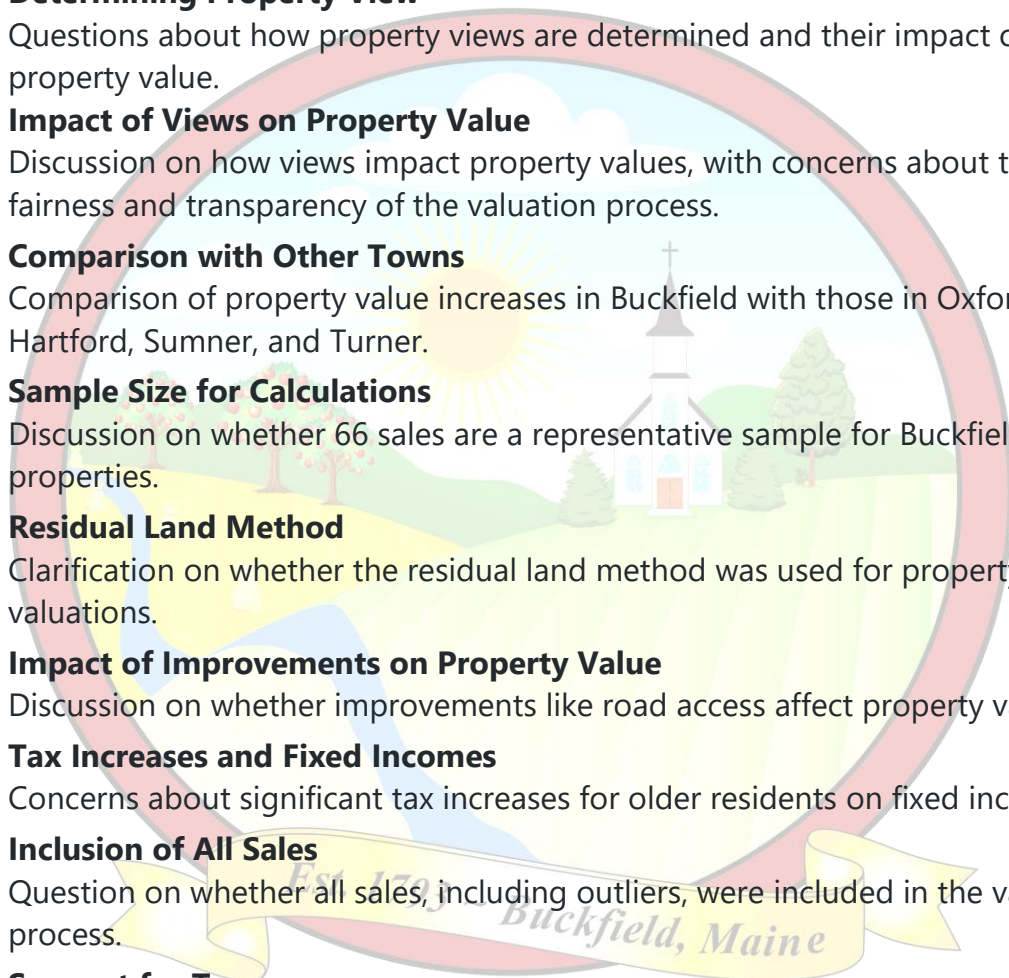 Determining Property View
Questions about how property views are determined and their impact
property value.
Impact of Views on Property Value
Discussion on how views impact property values, with concerns about
fairness and transparency of the valuation process.
Comparison with Other Towns
Comparison of property value increases in Buckfield with those in
Hartford, Sumner, and Turner.
Sample Size for Calculations
Discussion on whether 66 sales are a representative sample for
properties.
Residual Land Method
Clarification on whether the residual land method was used for
valuations.
Impact of Improvements on Property Value
Discussion on whether improvements like road access affect property
Tax Increases and Fixed Incomes
Concerns about significant tax increases for older residents on fixed
Inclusion of All Sales
Question on whether all sales, including outliers, were included in the
process.
Est. 1793 ~ Buckfield, Maine